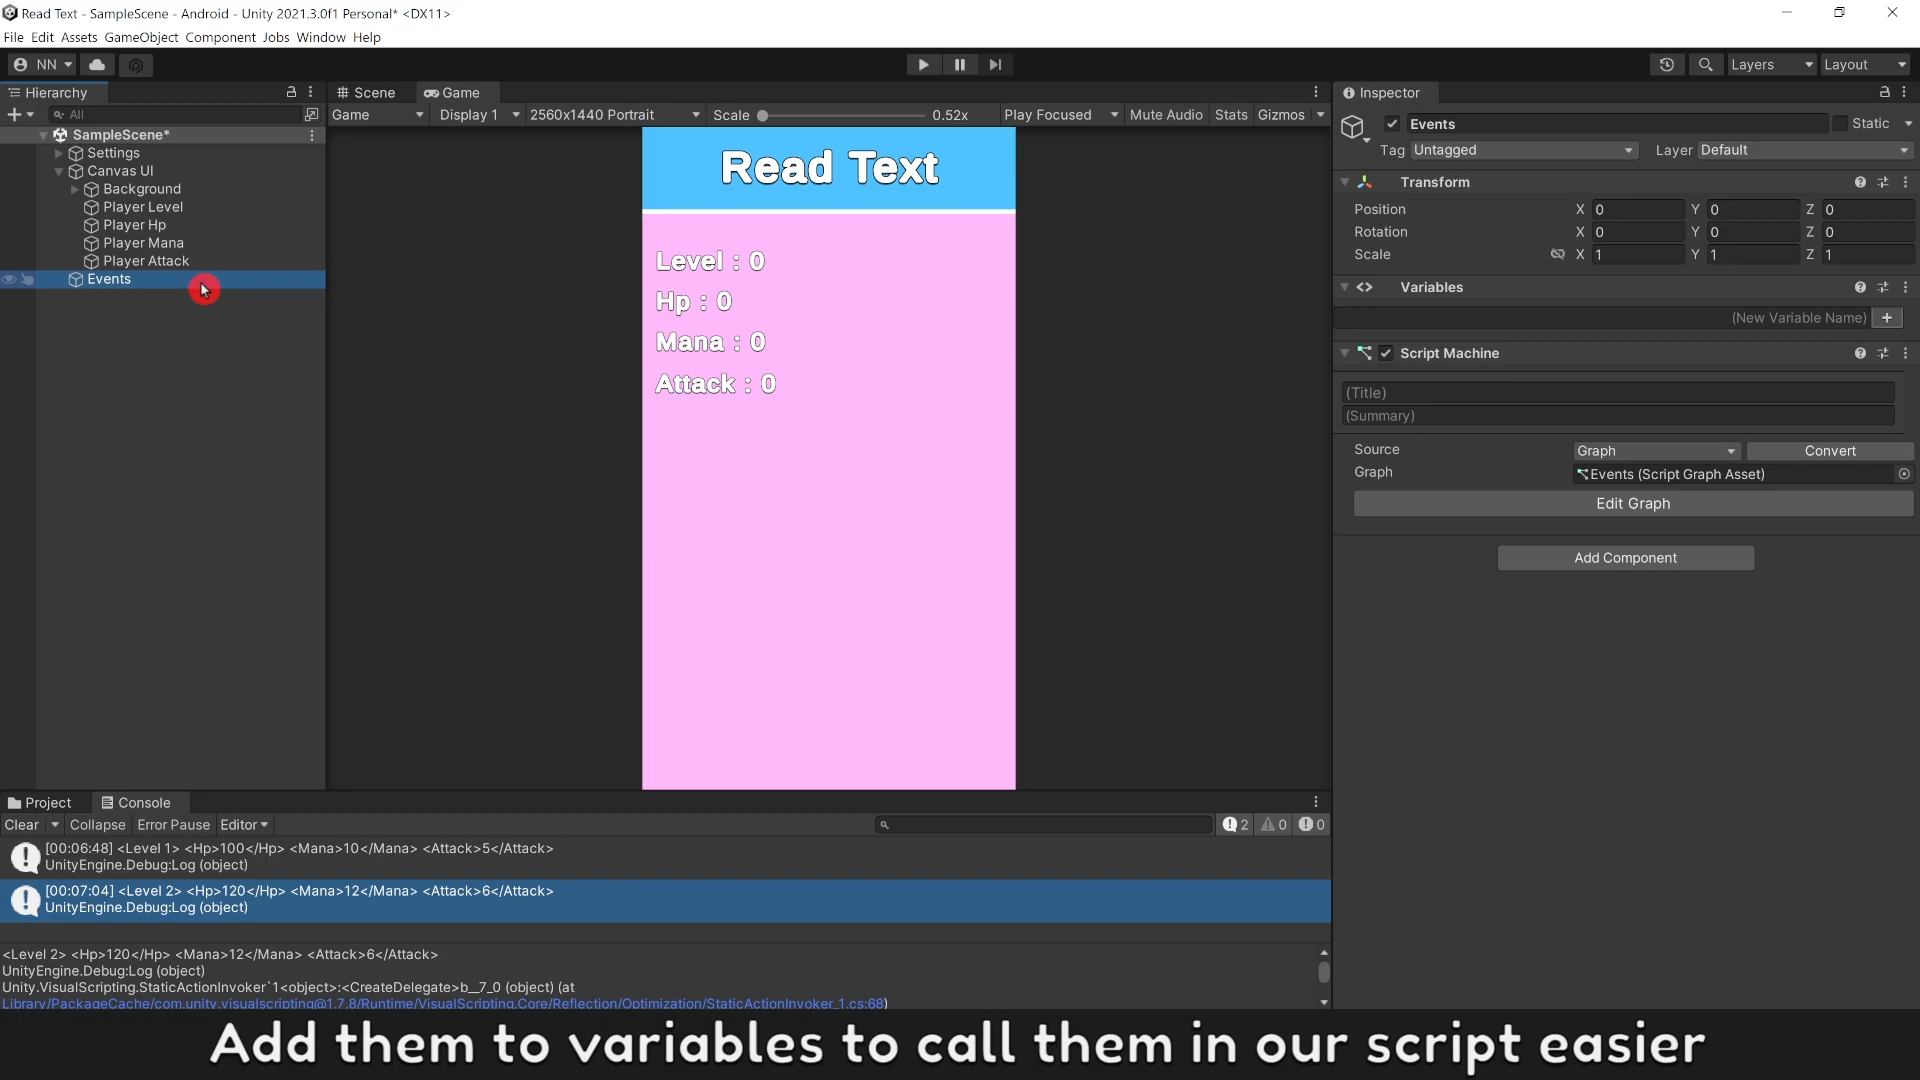 Read Text - SampleScene - Android - Unity 2021.3.0f1 Personal* <DX11>
File Edit Assets GameObject Component Jobs Window Help
NN Layers Layout
Hierarchy
All
SampleScene*
Settings
Canvas UI
Background
Player Level
Player Hp
Player Mana
Player Attack
Events
Scene Game
Game Display 1 2560x1440 Portrait Scale 0.52x Play Focused Mute Audio Stats Gizmos
Read Text
Level : 0
Hp : 0
Mana : 0
Attack : 0
Inspector
Events Static
Tag Untagged Layer Default
Transform
Position X 0 Y 0 Z 0
Rotation X 0 Y 0 Z 0
Scale X 1 Y 1 Z 1
Variables
(New Variable Name) +
Script Machine
(Title)
(Summary)
Source Graph Convert
Graph Events (Script Graph Asset)
Edit Graph
Add Component
Project Console
Clear Collapse Error Pause Editor 2 0 0
[00:06:48] <Level 1> <Hp>100</Hp> <Mana>10</Mana> <Attack>5</Attack>
UnityEngine.Debug:Log (object)
[00:07:04] <Level 2> <Hp>120</Hp> <Mana>12</Mana> <Attack>6</Attack>
UnityEngine.Debug:Log (object)
<Level 2> <Hp>120</Hp> <Mana>12</Mana> <Attack>6</Attack>
UnityEngine.Debug:Log (object)
Unity.VisualScripting.StaticActionInvoker`1<object>:<CreateDelegate>b__7_0 (object) (at
Library/PackageCache/com.unity.visualscripting@1.7.8/Runtime/VisualScripting.Core/Reflection/Optimization/StaticActionInvoker_1.cs:68)
Add them to variables to call them in our script easier